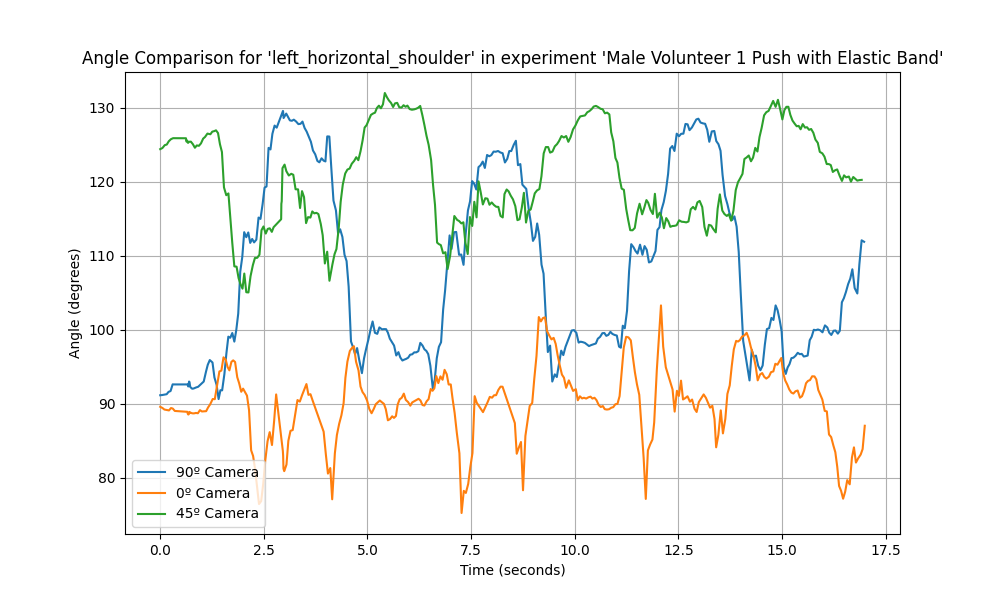 Angle Comparison for 'left_horizontal_shoulder' in experiment 'Male Volunteer 1 Push with Elastic Band'
130
120
110
100
90
80
Angle (degrees)
90º Camera
0º Camera
45º Camera
0.0 2.5 5.0 7.5 10.0 12.5 15.0 17.5
Time (seconds)